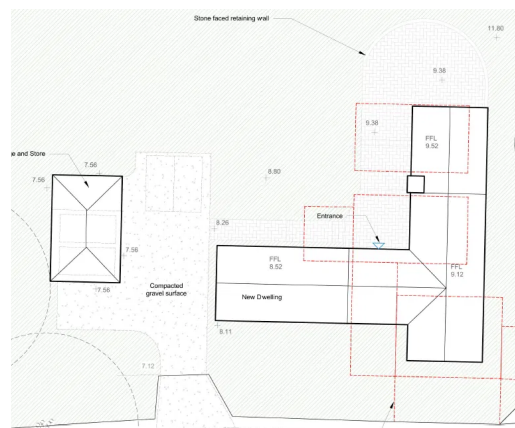 Stone faced retaining wall
11.80
9.38
9.38
FFL
9.52
e and Store
7.56
7.56
8.80
8.26
Entrance
7.56
FFL
8.52
FFL
9.12
Compacted
gravel surface
7.56
New Dwelling
8.11
7.12